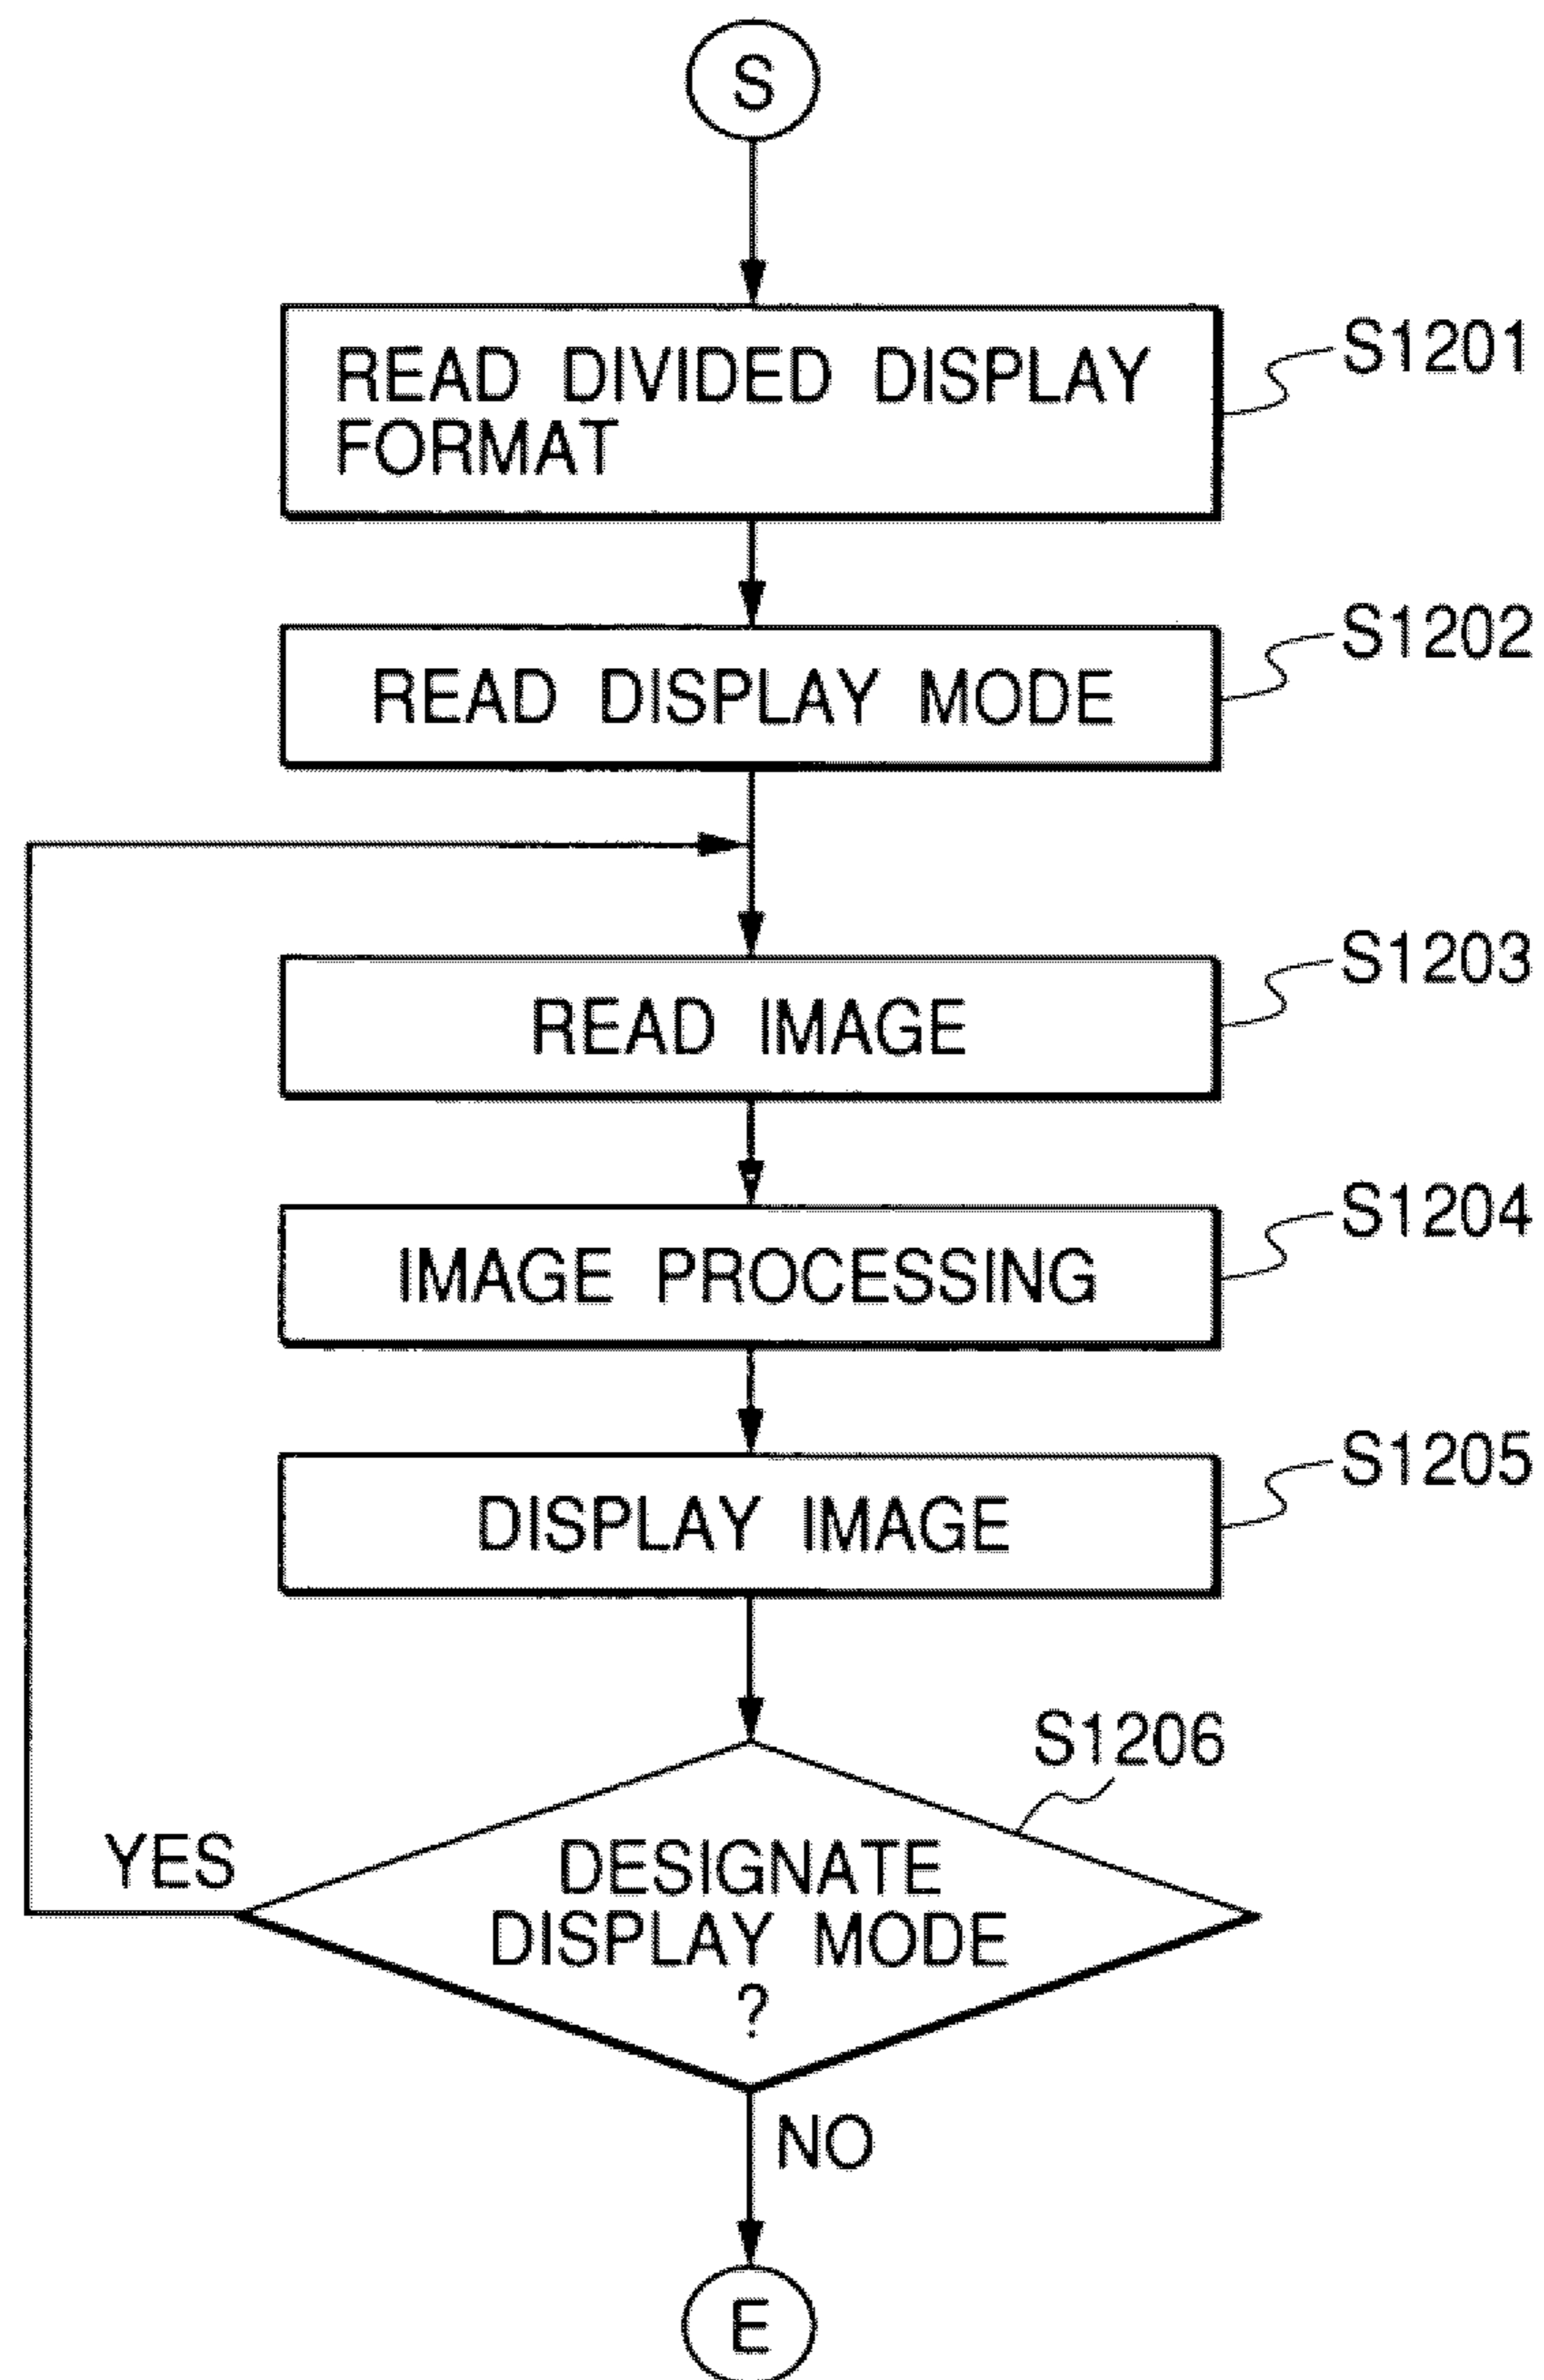 S
READ DIVIDED DISPLAY
FORMAT
S1201
READ DISPLAY MODE
S1202
READ IMAGE
S1203
IMAGE PROCESSING
S1204
DISPLAY IMAGE
S1205
S1206
YES
DESIGNATE
DISPLAY MODE
?
NO
E